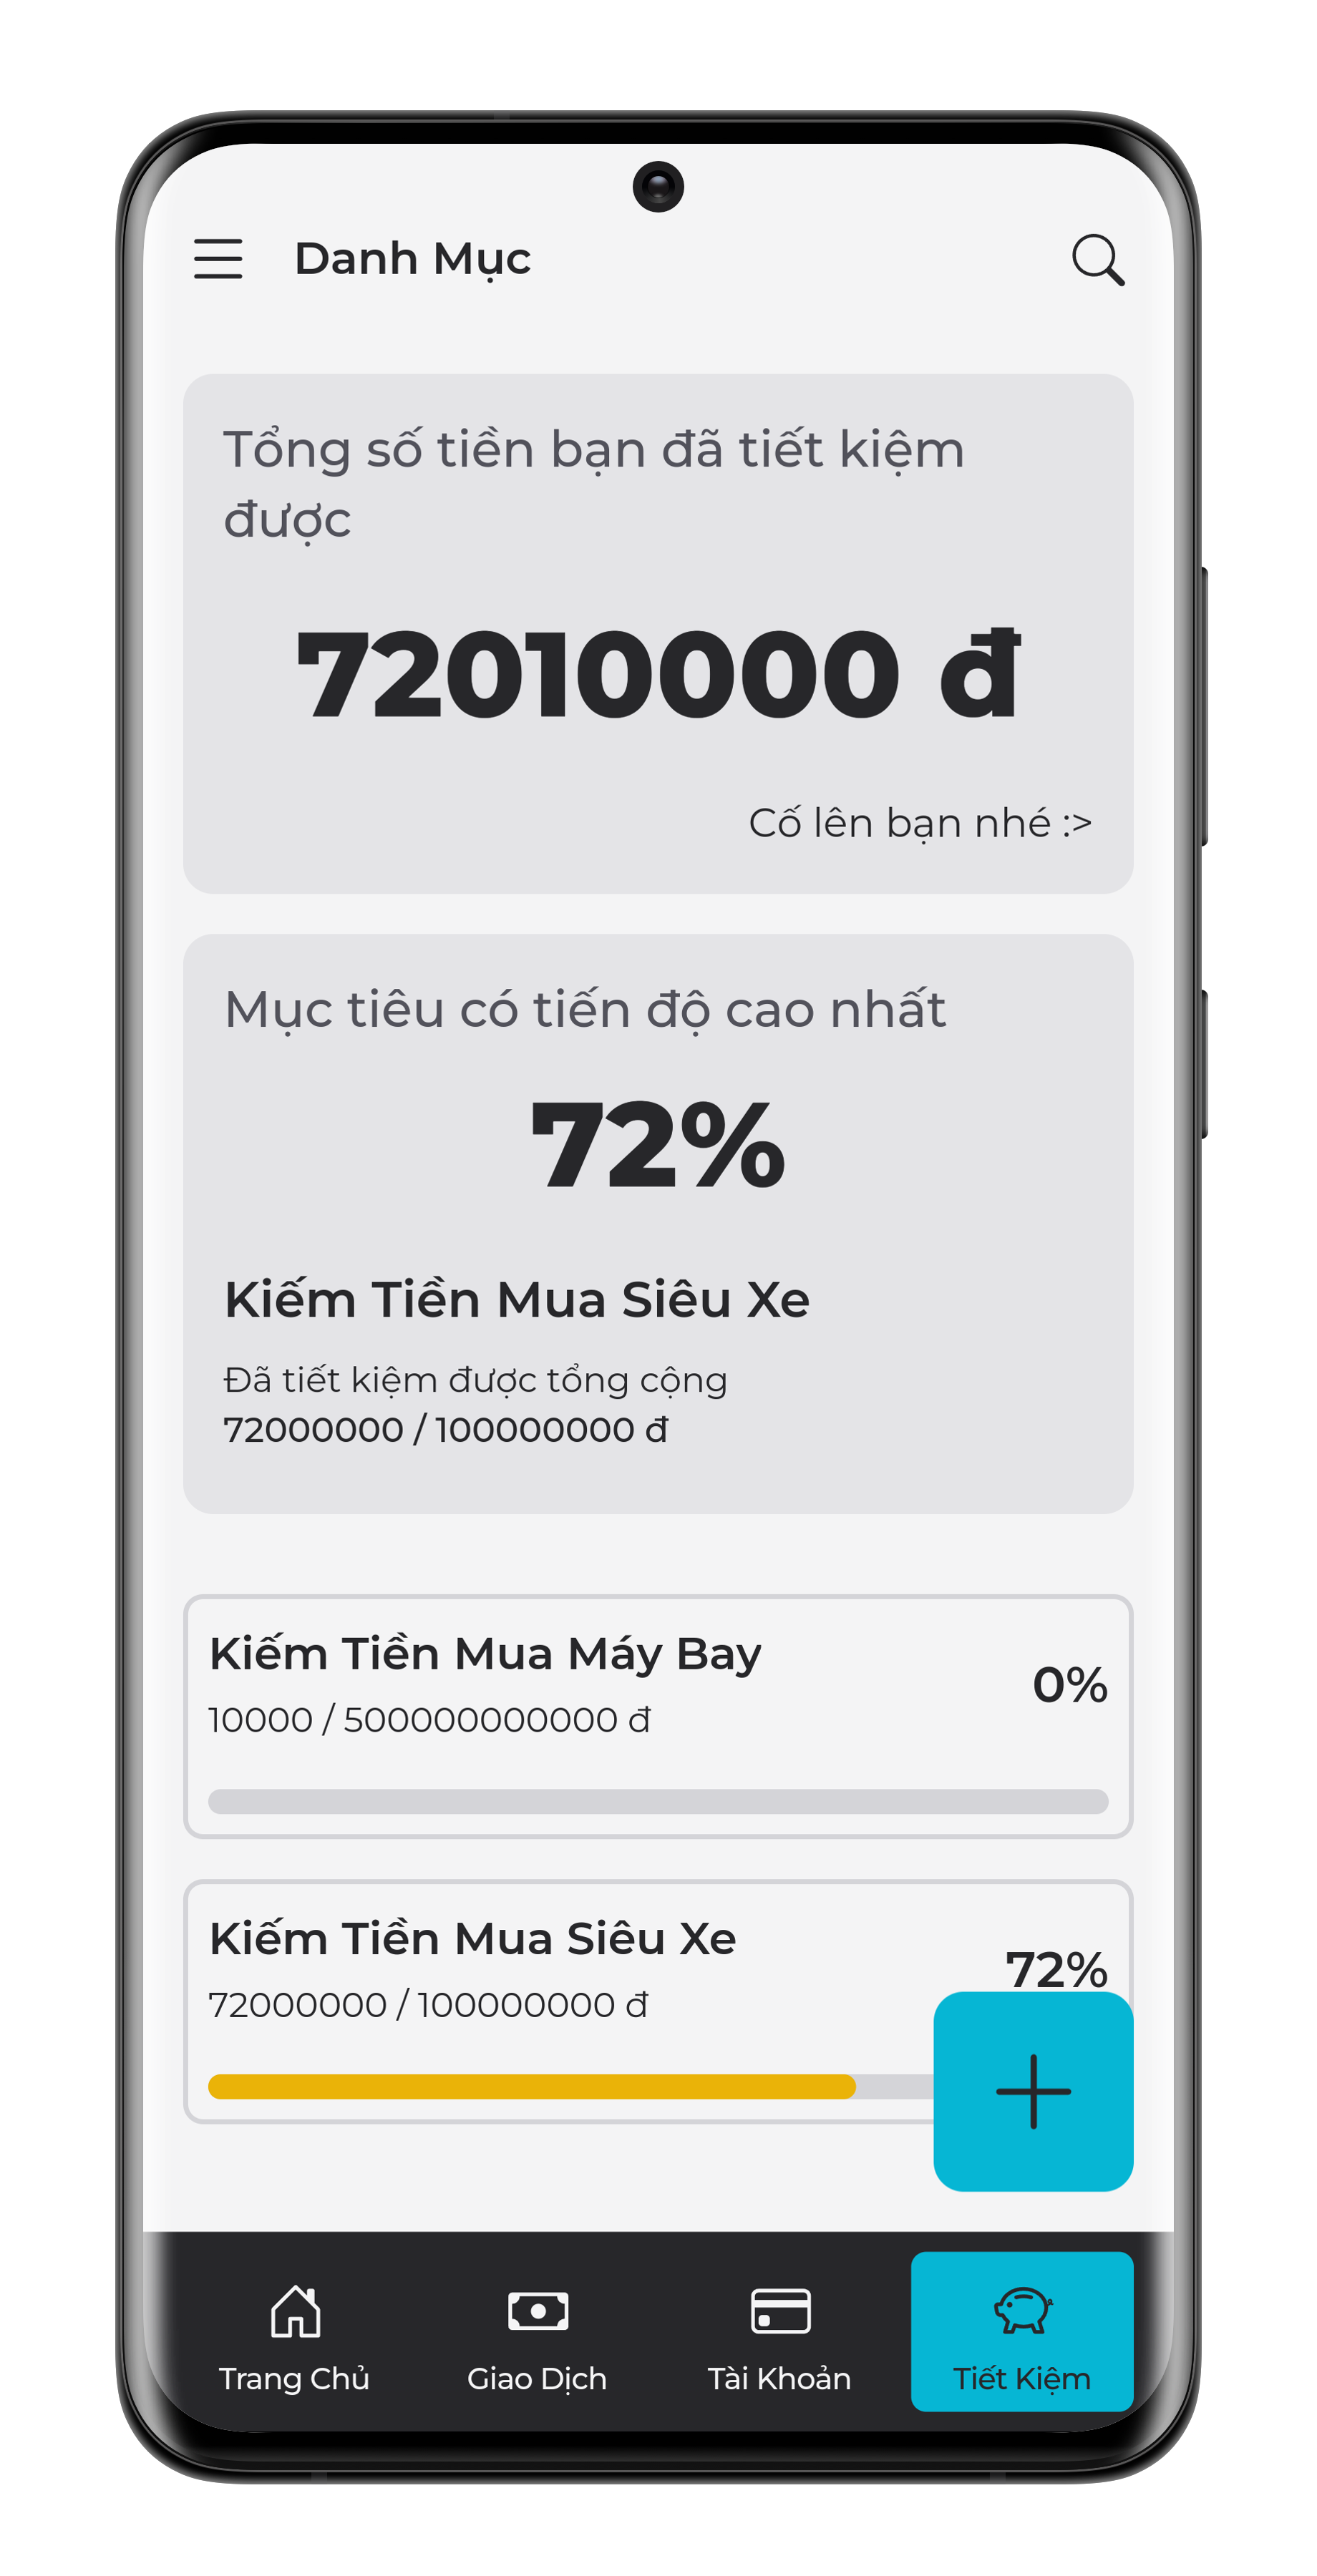 Danh Mục
Tổng số tiền bạn đã tiết kiệm
được
72010000 đ
Cố lên bạn nhé :>
Mục tiêu có tiến độ cao nhất
72%
Kiếm Tiền Mua Siêu Xe
Đã tiết kiệm được tổng cộng
72000000 / 100000000 đ
Kiếm Tiền Mua Máy Bay
0%
10000 / 500000000000 đ
Kiếm Tiền Mua Siêu Xe
72%
72000000 / 100000000 đ
Trang Chủ
Giao Dịch
Tài Khoản
Tiết Kiệm